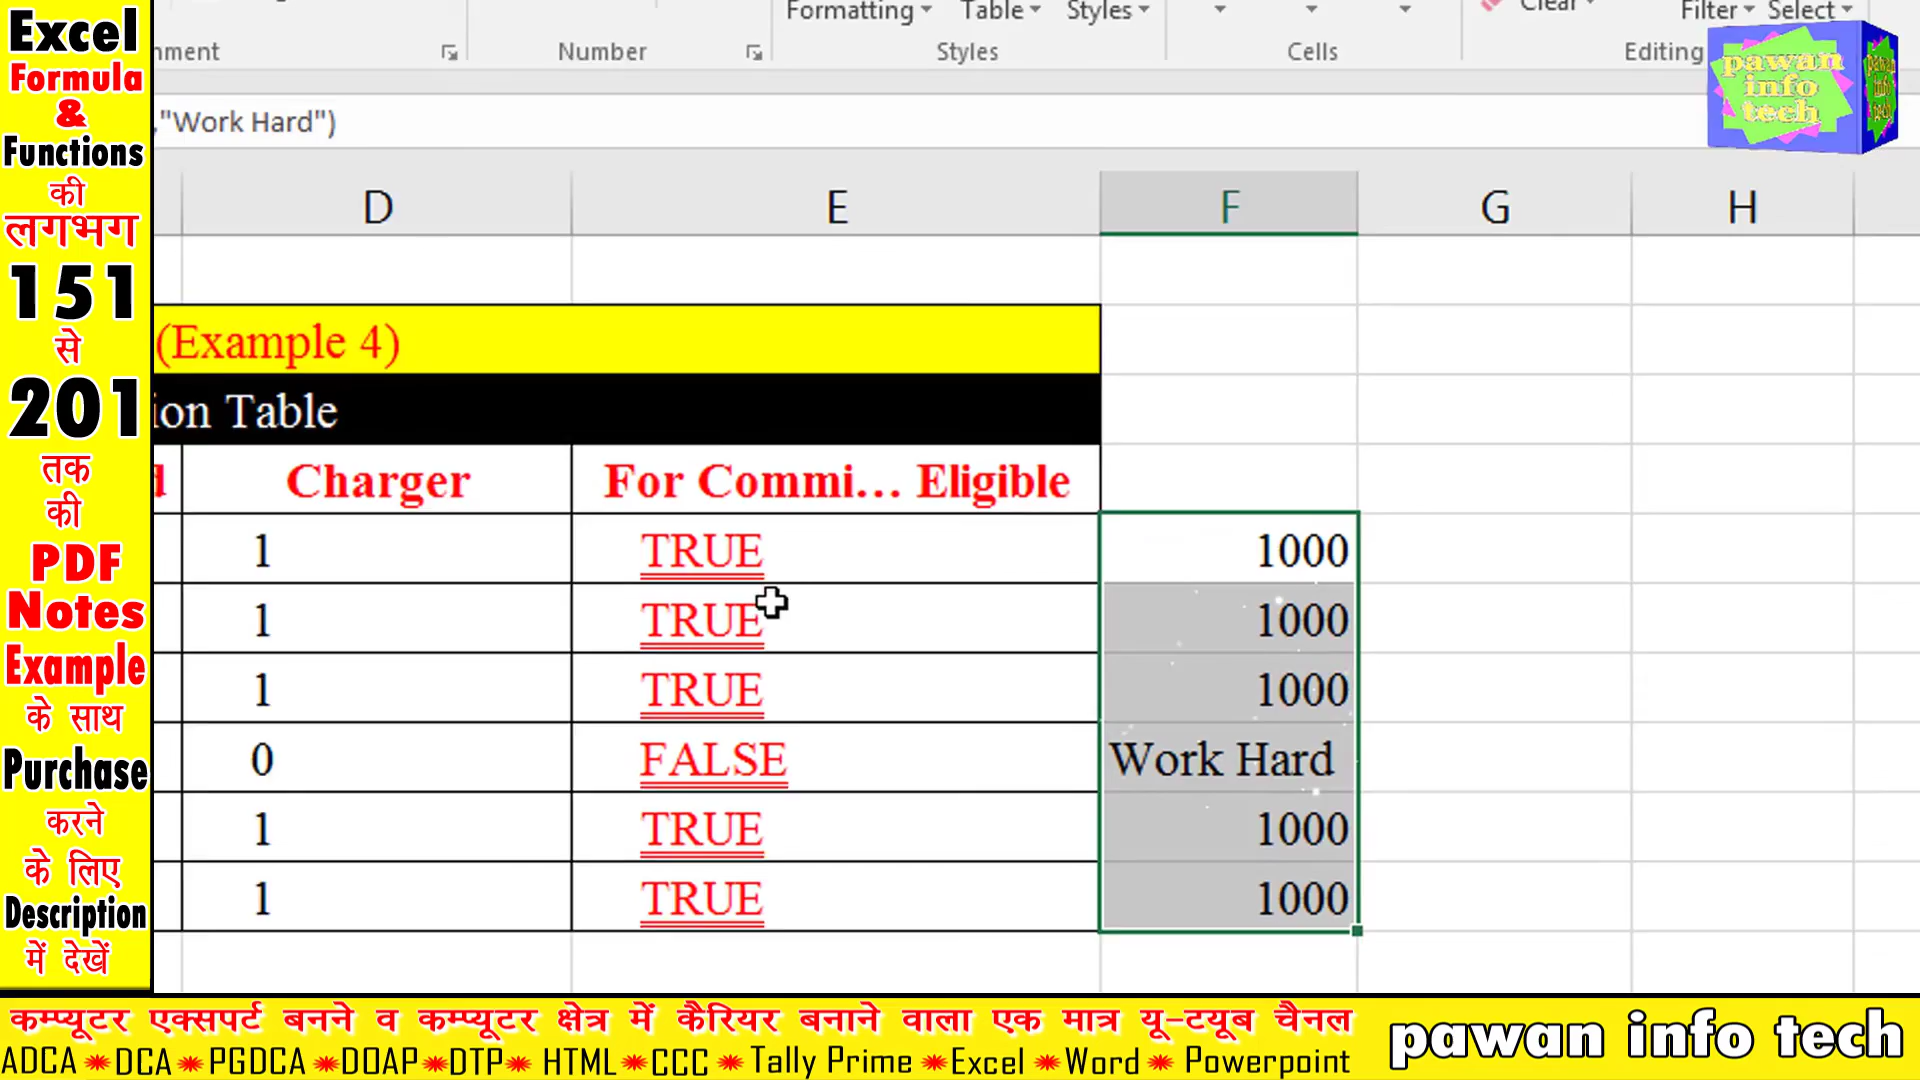 Excel
Formula
&
Functions
की
लगभग
151
से
201
तक
की
PDF
Notes
Example
के साथ
Purchase
करने
के लिए
Description
में देखें
Formatting Table Styles Clear Filter Select
nment Number Styles Cells Editing
pawan
info
tech
pawan
info
tech
,"Work Hard")
D E F G H
(Example 4)
ion Table
d Charger For Commi... Eligible
1 TRUE 1000
1 TRUE 1000
1 TRUE 1000
0 FALSE Work Hard
1 TRUE 1000
1 TRUE 1000
कम्प्यूटर एक्सपर्ट बनने व कम्प्यूटर क्षेत्र में कैरियर बनाने वाला एक मात्र यू-टयूब चैनल
ADCA DCA PGDCA DOAP DTP HTML CCC Tally Prime Excel Word Powerpoint
pawan info tech